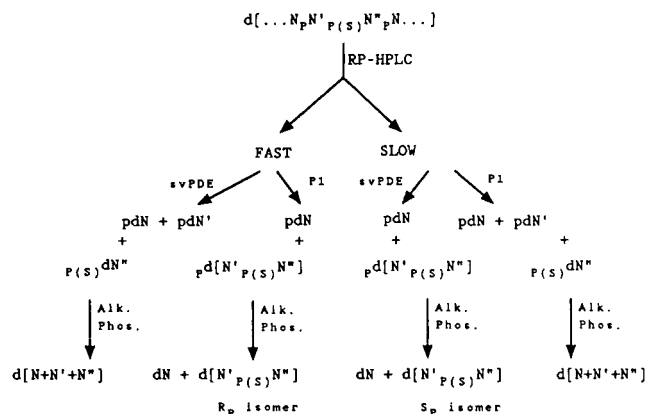 d[...NpN'P(S)N"pN...]
RP-HPLC
FAST SLOW
svPDE P1 svPDE P1
pdN + pdN' pdN pdN pdN + pdN'
+ + + +
P(S)dN" Pd[N'P(S)N"] Pd[N'P(S)N"] P(S)dN"
Alk. Phos. Alk. Phos. Alk. Phos. Alk. Phos.
d[N+N'+N"] dN + d[N'P(S)N"] dN + d[N'P(S)N"] d[N+N'+N"]
Rp isomer Sp isomer